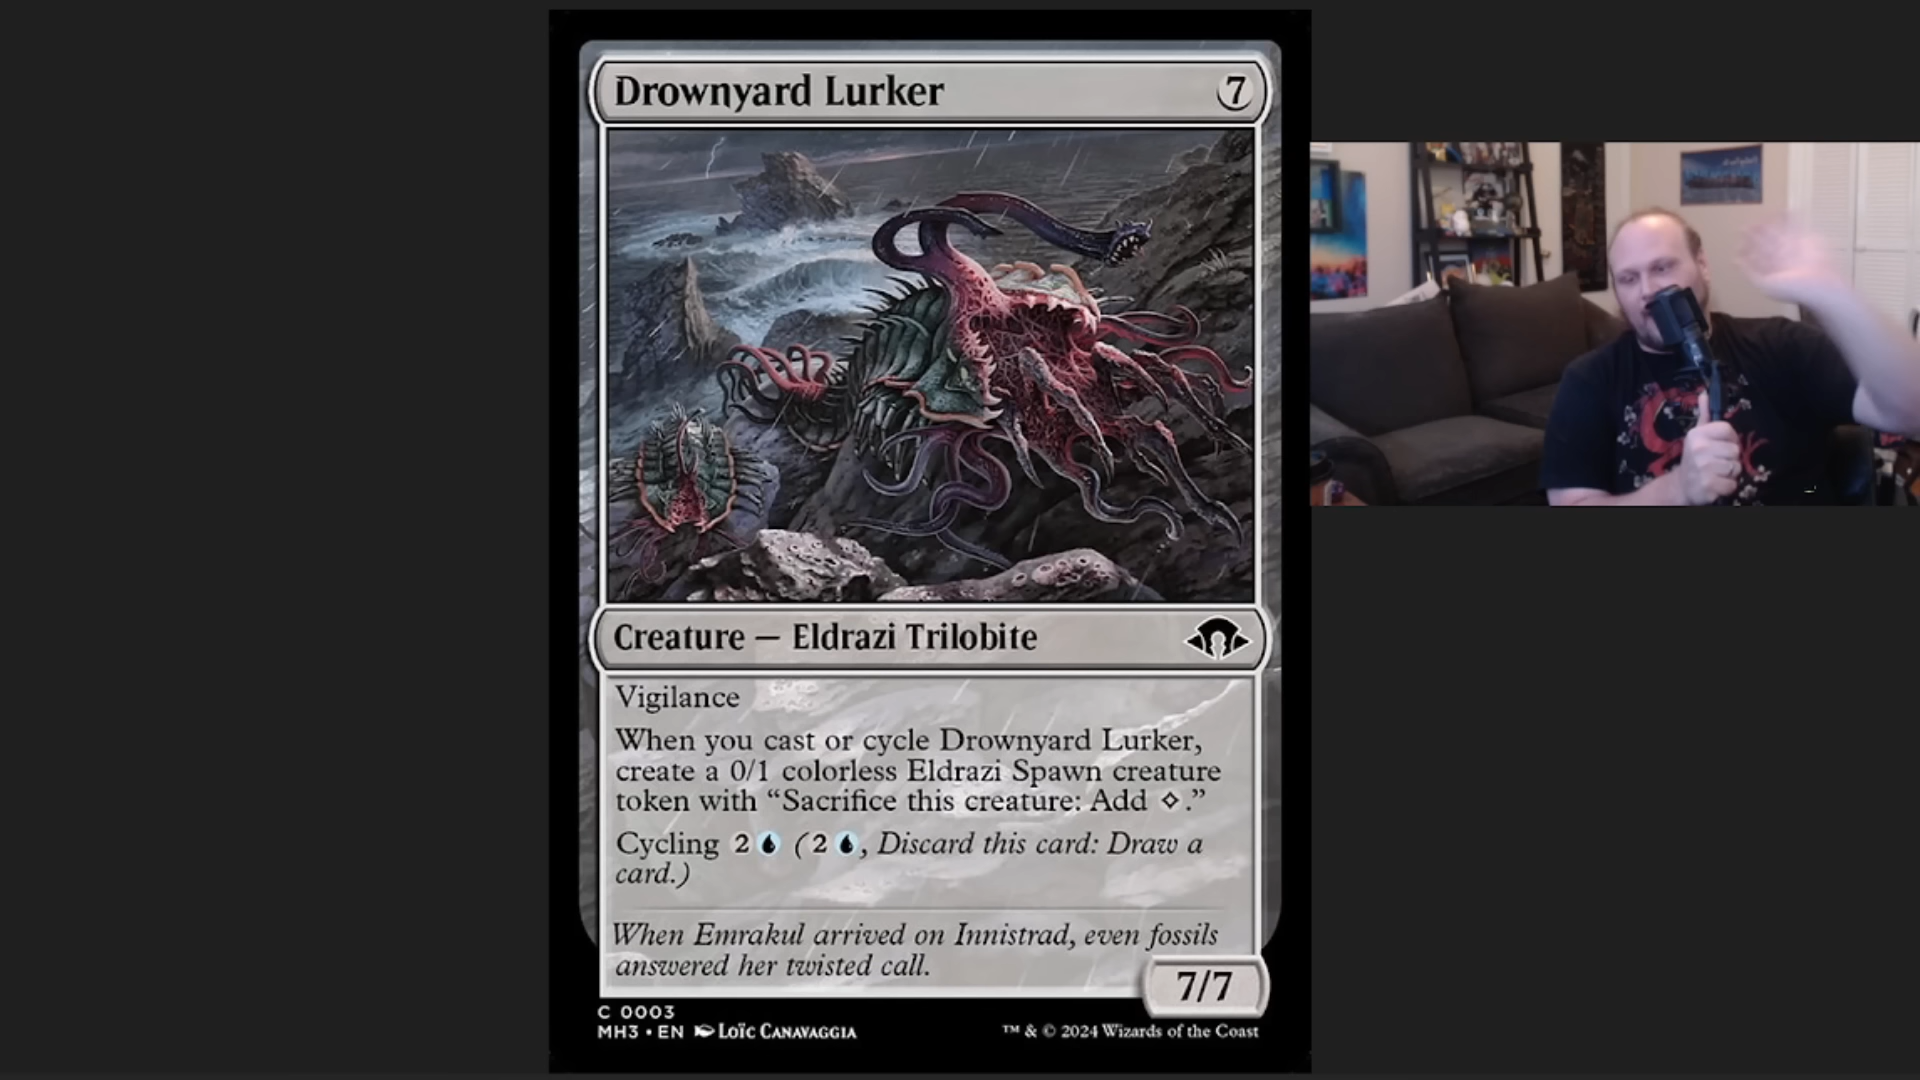 Drownyard Lurker 7
Creature — Eldrazi Trilobite
Vigilance
When you cast or cycle Drownyard Lurker,
create a 0/1 colorless Eldrazi Spawn creature
token with “Sacrifice this creature: Add ◇.”
Cycling 2💧 (2💧, Discard this card: Draw a
card.)
When Emrakul arrived on Innistrad, even fossils
answered her twisted call.
7/7
C 0003
MH3 • EN Loïc Canavaggia
™ & © 2024 Wizards of the Coast